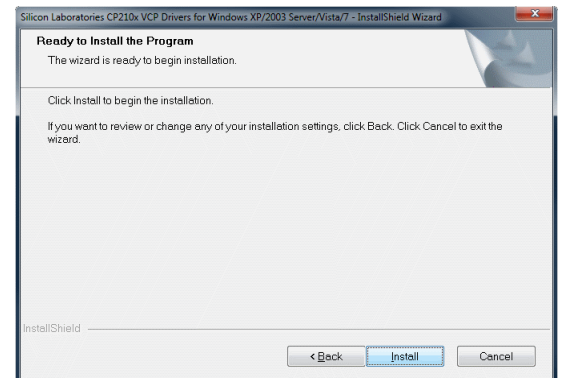 Silicon Laboratories CP210x VCP Drivers for Windows XP/2003 Server/Vista/7 - InstallShield Wizard
Ready to Install the Program
The wizard is ready to begin installation.
Click Install to begin the installation.
If you want to review or change any of your installation settings, click Back. Click Cancel to exit the
wizard.
InstallShield
< Back Install Cancel